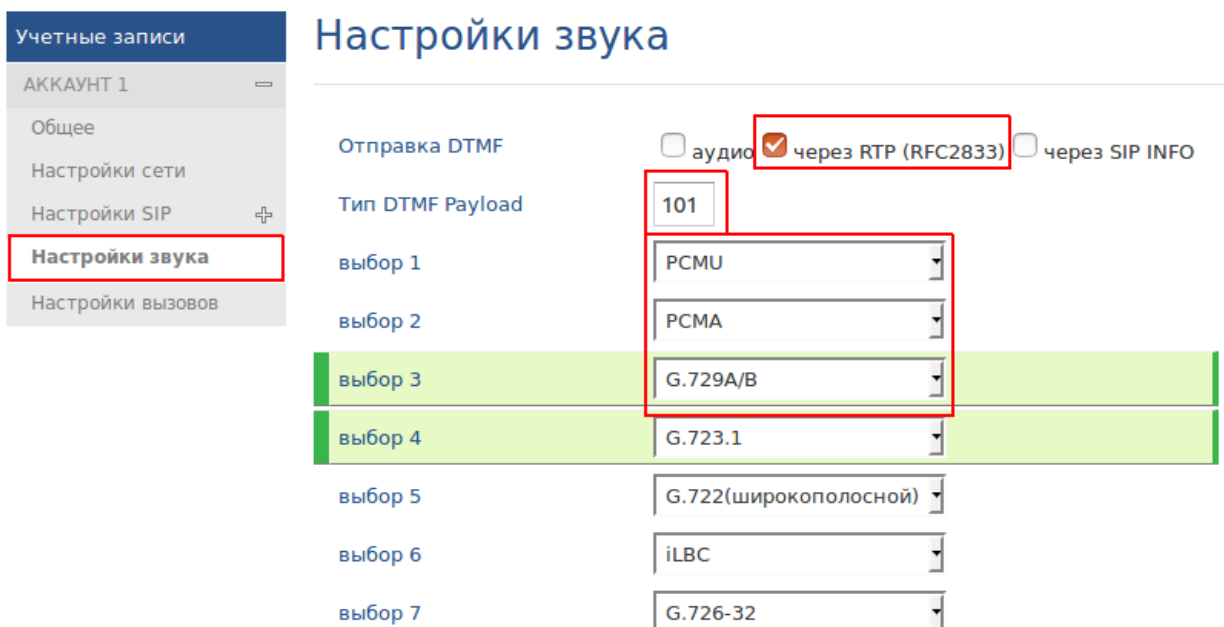 Учетные записи
АККАУНТ 1
Общее
Настройки сети
Настройки SIP
Настройки звука
Настройки вызовов
Настройки звука
Отправка DTMF аудио через RTP (RFC2833) через SIP INFO
Тип DTMF Payload 101
выбор 1 PCMU
выбор 2 PCMA
выбор 3 G.729A/B
выбор 4 G.723.1
выбор 5 G.722(широкополосной)
выбор 6 iLBC
выбор 7 G.726-32